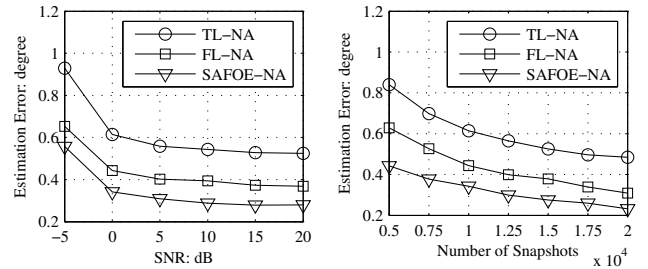 1.2
1
0.8
0.6
0.4
0.2
Estimation Error: degree
−5 0 5 10 15 20
SNR: dB
TL−NA
FL−NA
SAFOE−NA
1.2
1
0.8
0.6
0.4
0.2
Estimation Error: degree
0.5 0.75 1 1.25 1.5 1.75 2
Number of Snapshots
x 10^4
TL−NA
FL−NA
SAFOE−NA